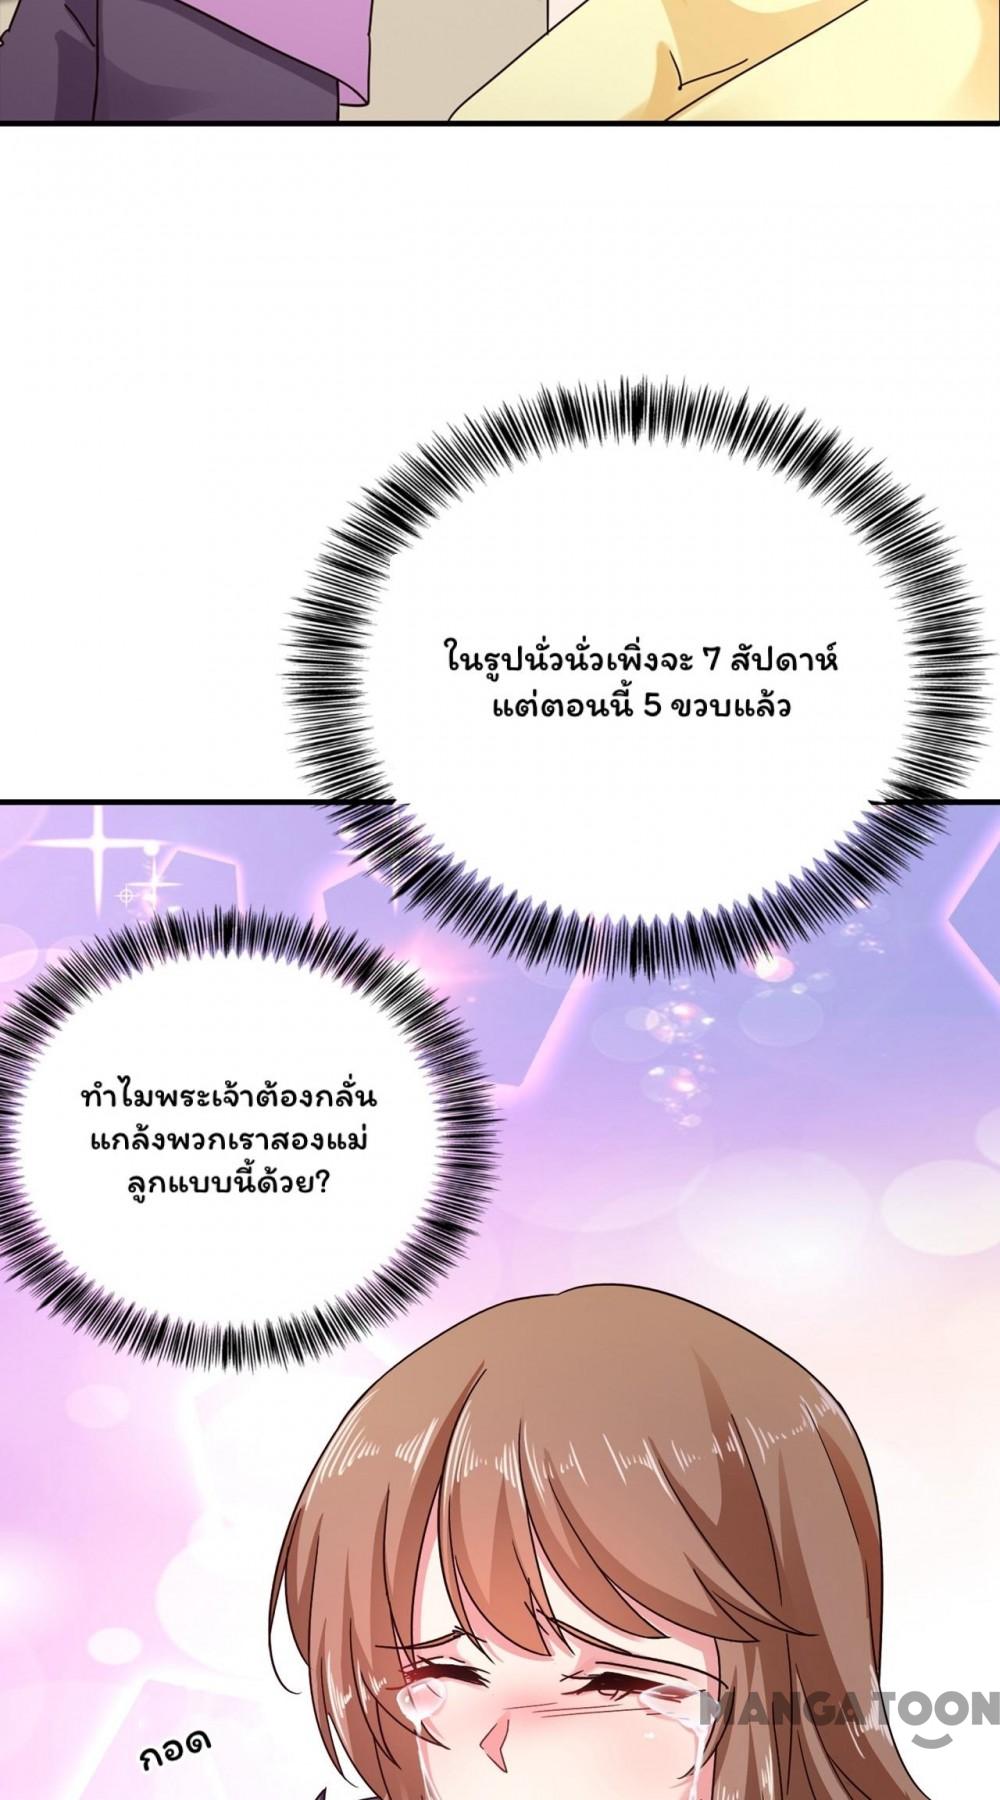 ในรูปนั่วนั่วเพิ่งจะ 7 สัปดาห์
แต่ตอนนี้ 5 ขวบแล้ว
ทำไมพระเจ้าต้องกลั่น
แกล้งพวกเราสองแม่
ลูกแบบนี้ด้วย?
กอด
MANGATOON